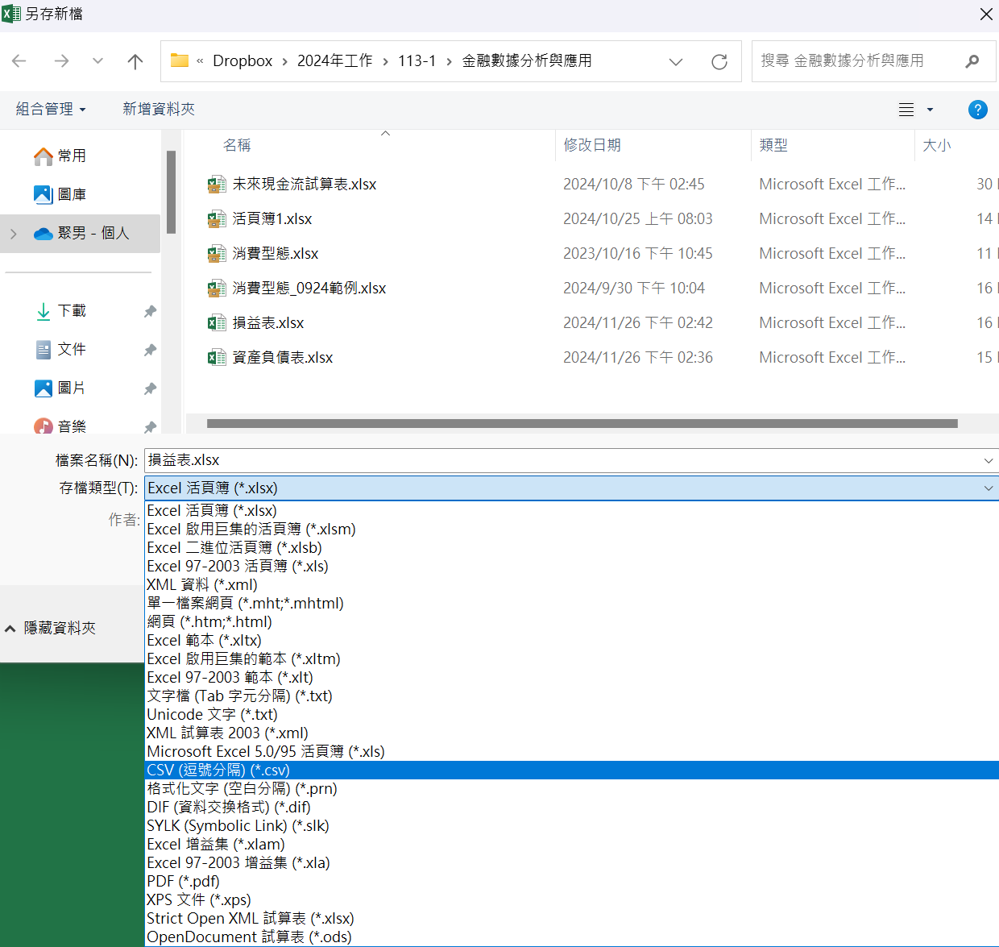 另存新檔
« Dropbox › 2024年工作 › 113-1 › 金融數據分析與應用
搜尋 金融數據分析與應用
組合管理 新增資料夾
名稱 修改日期 類型 大小
常用
圖庫
聚男 - 個人
下載
文件
圖片
音樂
未來現金流試算表.xlsx 2024/10/8 下午 02:45 Microsoft Excel 工作... 30
活頁簿1.xlsx 2024/10/25 上午 08:03 Microsoft Excel 工作... 14
消費型態.xlsx 2023/10/16 下午 10:45 Microsoft Excel 工作... 11
消費型態_0924範例.xlsx 2024/9/30 下午 10:04 Microsoft Excel 工作... 16
損益表.xlsx 2024/11/26 下午 02:42 Microsoft Excel 工作... 16
資產負債表.xlsx 2024/11/26 下午 02:36 Microsoft Excel 工作... 15
檔案名稱(N): 損益表.xlsx
存檔類型(T): Excel 活頁簿 (*.xlsx)
作者:
Excel 活頁簿 (*.xlsx)
Excel 啟用巨集的活頁簿 (*.xlsm)
Excel 二進位活頁簿 (*.xlsb)
Excel 97-2003 活頁簿 (*.xls)
XML 資料 (*.xml)
單一檔案網頁 (*.mht;*.mhtml)
網頁 (*.htm;*.html)
Excel 範本 (*.xltx)
Excel 啟用巨集的範本 (*.xltm)
Excel 97-2003 範本 (*.xlt)
文字檔 (Tab 字元分隔) (*.txt)
Unicode 文字 (*.txt)
XML 試算表 2003 (*.xml)
Microsoft Excel 5.0/95 活頁簿 (*.xls)
CSV (逗號分隔) (*.csv)
格式化文字 (空白分隔) (*.prn)
DIF (資料交換格式) (*.dif)
SYLK (Symbolic Link) (*.slk)
Excel 增益集 (*.xlam)
Excel 97-2003 增益集 (*.xla)
PDF (*.pdf)
XPS 文件 (*.xps)
Strict Open XML 試算表 (*.xlsx)
OpenDocument 試算表 (*.ods)
隱藏資料夾